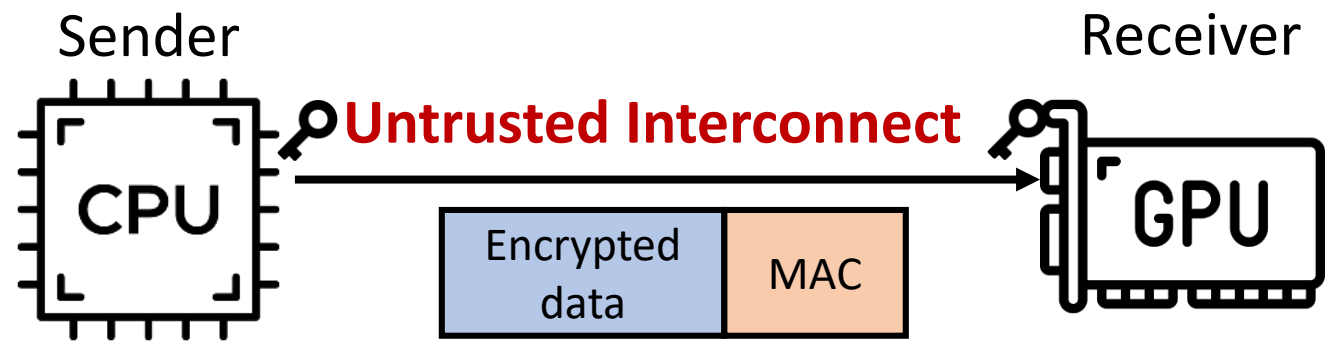 Sender
Receiver
Untrusted Interconnect
CPU
GPU
Encrypted
data
MAC